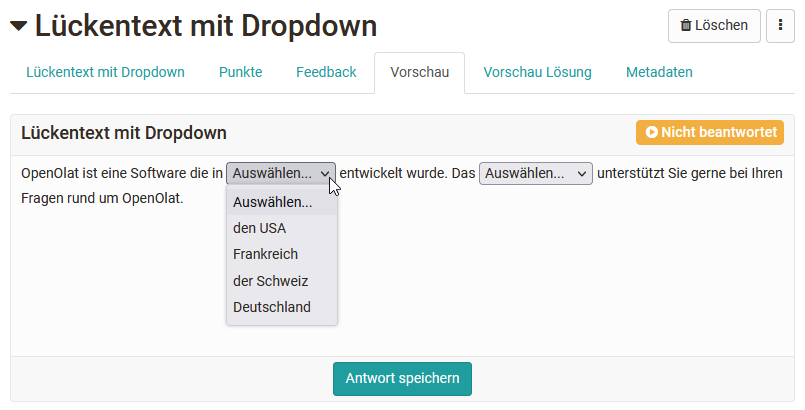 Lückentext mit Dropdown
Löschen
Lückentext mit Dropdown Punkte Feedback Vorschau Vorschau Lösung Metadaten
Lückentext mit Dropdown
Nicht beantwortet
OpenOlat ist eine Software die in Auswählen... entwickelt wurde. Das Auswählen... unterstützt Sie gerne bei Ihren
Fragen rund um OpenOlat.
Auswählen...
den USA
Frankreich
der Schweiz
Deutschland
Antwort speichern